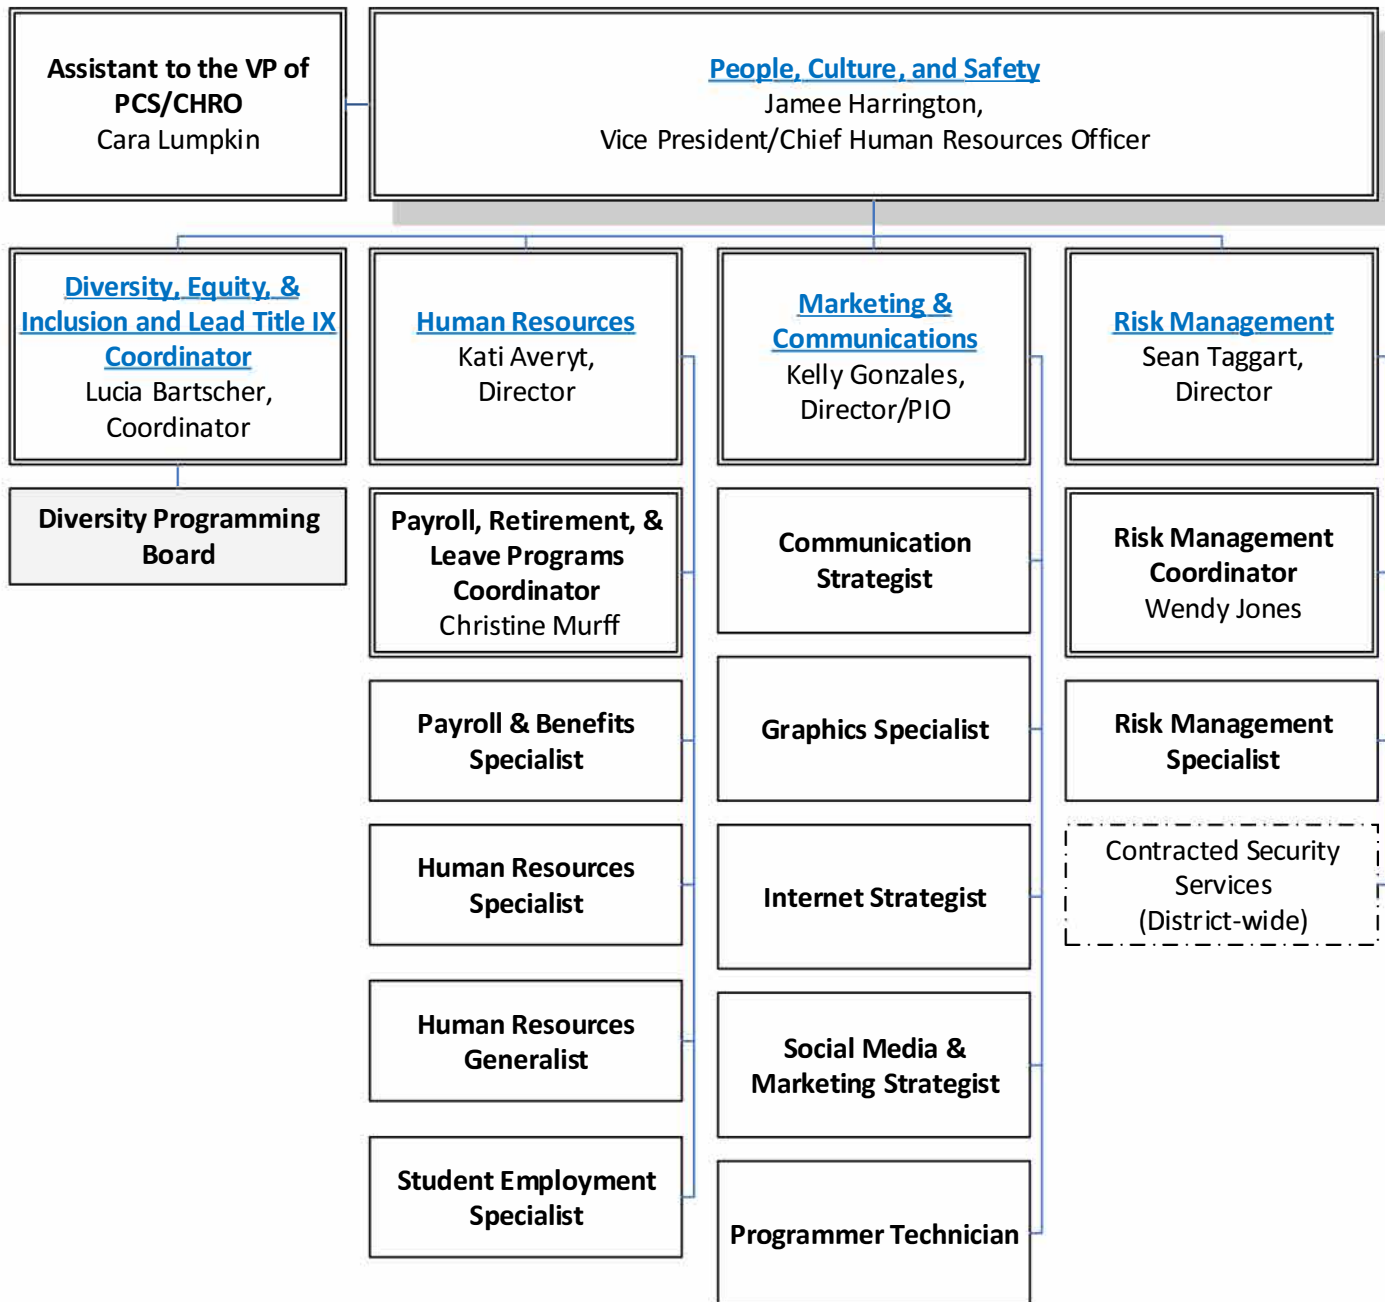 Assistant to the VP of
PCS/CHRO
Cara Lumpkin
People, Culture, and Safety
Jamee Harrington,
Vice President/Chief Human Resources Officer
Diversity, Equity, &
Inclusion and Lead Title IX
Coordinator
Lucia Bartscher,
Coordinator
Diversity Programming
Board
Human Resources
Kati Averyt,
Director
Payroll, Retirement, &
Leave Programs
Coordinator
Christine Murff
Payroll & Benefits
Specialist
Human Resources
Specialist
Human Resources
Generalist
Student Employment
Specialist
Marketing &
Communications
Kelly Gonzales,
Director/PIO
Communication
Strategist
Graphics Specialist
Internet Strategist
Social Media &
Marketing Strategist
Programmer Technician
Risk Management
Sean Taggart,
Director
Risk Management
Coordinator
Wendy Jones
Risk Management
Specialist
Contracted Security
Services
(District-wide)